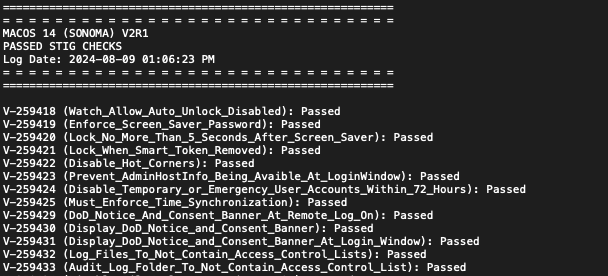 ===========================================================
= = = = = = = = = = = = = = = = = = = = = = = = = = = = = =
MACOS 14 (SONOMA) V2R1
PASSED STIG CHECKS
Log Date: 2024-08-09 01:06:23 PM
= = = = = = = = = = = = = = = = = = = = = = = = = = = = = =
===========================================================
V-259418 (Watch_Allow_Auto_Unlock_Disabled): Passed
V-259419 (Enforce_Screen_Saver_Password): Passed
V-259420 (Lock_No_More_Than_5_Seconds_After_Screen_Saver): Passed
V-259421 (Lock_When_Smart_Token_Removed): Passed
V-259422 (Disable_Hot_Corners): Passed
V-259423 (Prevent_AdminHostInfo_Being_Avaible_At_LoginWindow): Passed
V-259424 (Disable_Temporary_or_Emergency_User_Accounts_Within_72_Hours): Passed
V-259425 (Must_Enforce_Time_Synchronization): Passed
V-259429 (DoD_Notice_And_Consent_Banner_At_Remote_Log_On): Passed
V-259430 (Display_DoD_Notice_and_Consent_Banner): Passed
V-259431 (Display_DoD_Notice_and_Consent_Banner_At_Login_Window): Passed
V-259432 (Log_Files_To_Not_Contain_Access_Control_Lists): Passed
V-259433 (Audit_Log_Folder_To_Not_Contain_Access_Control_List): Passed